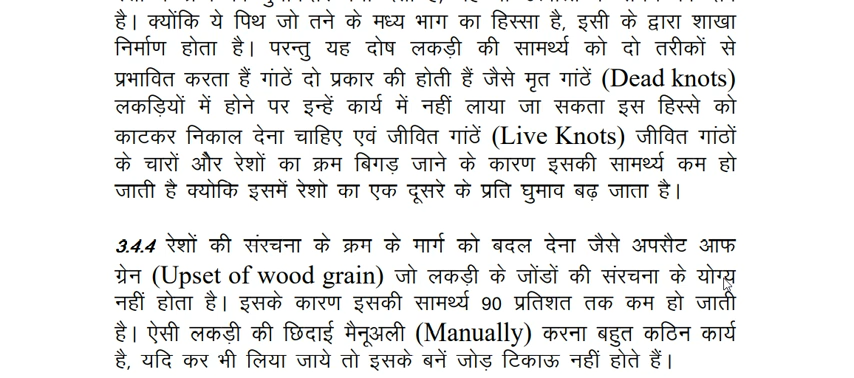 है। क्योंकि ये पिथ जो तने के मध्य भाग का हिस्सा है, इसी के द्वारा शाखा
निर्माण होता है। परन्तु यह दोष लकड़ी की सामर्थ्य को दो तरीकों से
प्रभावित करता हैं गांठें दो प्रकार की होती हैं जैसे मृत गांठें (Dead knots)
लकड़ियों में होने पर इन्हें कार्य में नहीं लाया जा सकता इस हिस्से को
काटकर निकाल देना चाहिए एवं जीवित गांठें (Live Knots) जीवित गांठों
के चारों और रेशों का क्रम बिगड़ जाने के कारण इसकी सामर्थ्य कम हो
जाती है क्योकि इसमें रेशो का एक दूसरे के प्रति घुमाव बढ़ जाता है।
3.4.4 रेशों की संरचना के क्रम के मार्ग को बदल देना जैसे अपसैट आफ
ग्रेन (Upset of wood grain) जो लकड़ी के जोंडों की संरचना के योग्य
नहीं होता है। इसके कारण इसकी सामर्थ्य 90 प्रतिशत तक कम हो जाती
है। ऐसी लकड़ी की छिदाई मैनूअली (Manually) करना बहुत कठिन कार्य
है, यदि कर भी लिया जाये तो इसके बनें जोड़ टिकाऊ नहीं होते हैं।